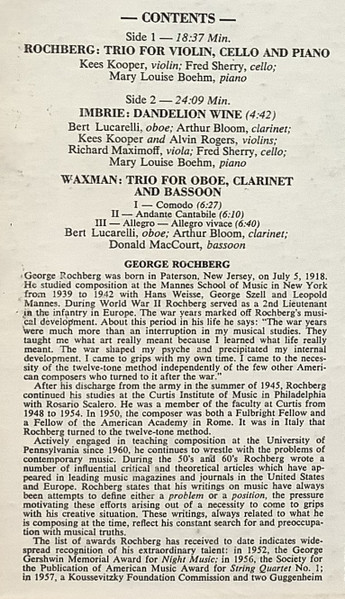 — CONTENTS —
Side 1 — 18:37 Min.
ROCHBERG: TRIO FOR VIOLIN, CELLO AND PIANO
Kees Kooper, violin; Fred Sherry, cello;
Mary Louise Boehm, piano
Side 2 — 24:09 Min.
IMBRIE: DANDELION WINE (4:42)
Bert Lucarelli, oboe; Arthur Bloom, clarinet;
Kees Kooper and Alvin Rogers, violins;
Richard Maximoff, viola; Fred Sherry, cello;
Mary Louise Boehm, piano
WAXMAN: TRIO FOR OBOE, CLARINET
AND BASSOON
I — Comodo (6:27)
II — Andante Cantabile (6:10)
III — Allegro — Allegro vivace (6:40)
Bert Lucarelli, oboe; Arthur Bloom, clarinet;
Donald MacCourt, bassoon
GEORGE ROCHBERG
George Rochberg was born in Paterson, New Jersey, on July 5, 1918.
He studied composition at the Mannes School of Music in New York
from 1939 to 1942 with Hans Weisse, George Szell and Leopold
Mannes. During World War II Rochberg served as a 2nd Lieutenant
in the infantry in Europe. The war years marked off Rochberg's musi-
cal development. About this period in his life he says: "The war years
were much more than an interruption in my musical studies. They
taught me what art really meant because I learned what life really
meant. The war shaped my psyche and precipitated my internal
development. I came to grips with my own time. I came to the neces-
sity of the twelve-tone method independently of the few other Ameri-
can composers who turned to it after the war."
After his discharge from the army in the summer of 1945, Rochberg
continued his studies at the Curtis Institute of Music in Philadelphia
with Rosario Scalero. He was a member of the faculty at Curtis from
1948 to 1954. In 1950, the composer was both a Fulbright Fellow and
a Fellow of the American Academy in Rome. It was in Italy that
Rochberg turned to the twelve-tone method.
Actively engaged in teaching composition at the University of
Pennsylvania since 1960, he continues to wrestle with the problems of
contemporary music. During the 50's and 60's Rochberg wrote a
number of influential critical and theoretical articles which have ap-
peared in leading music magazines and journals in the United States
and Europe. Rochberg states that his writings on music have always
been attempts to define either a problem or a position, the pressure
motivating these efforts arising out of a necessity to come to grips
with his creative situation. These writings, always related to what he
is composing at the time, reflect his constant search for and preoccupa-
tion with musical truths.
The list of awards Rochberg has received to date indicates wide-
spread recognition of his extraordinary talent: in 1952, the George
Gershwin Memorial Award for Night Music; in 1956, the Society for
the Publication of American Music Award for String Quartet No. 1;
in 1957, a Koussevitzky Foundation Commission and two Guggenheim